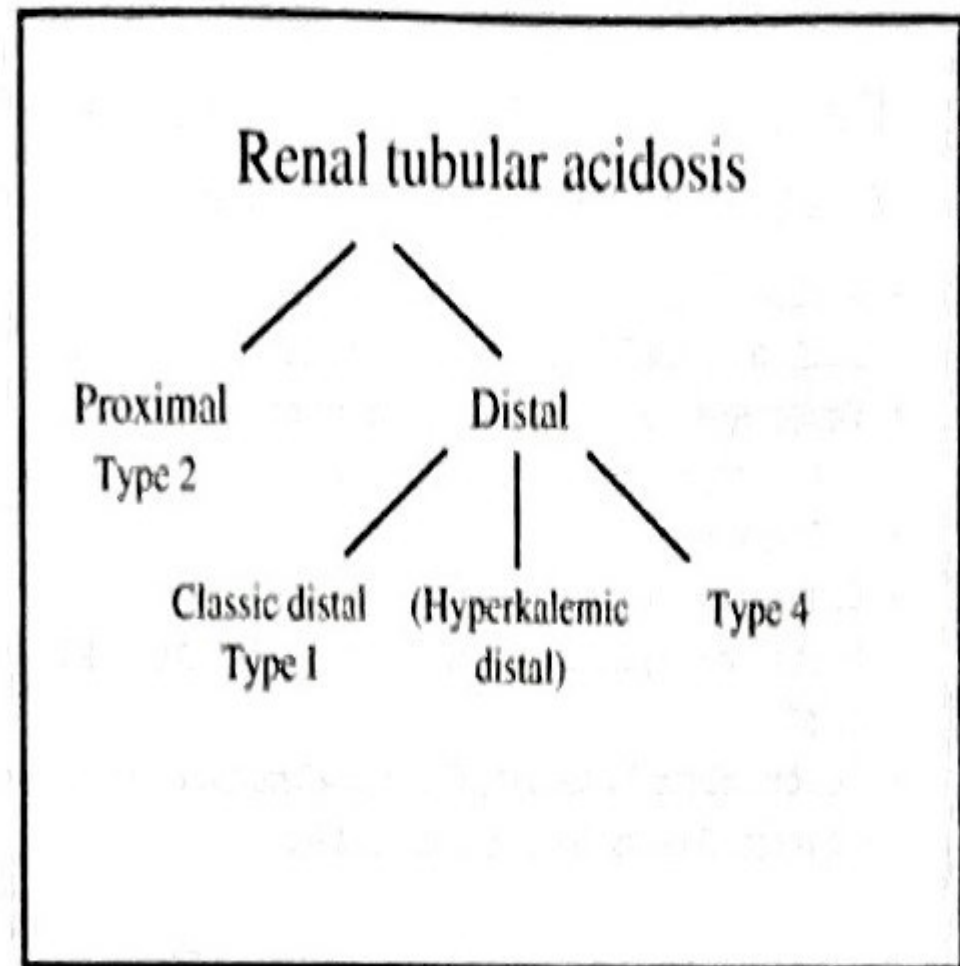 Renal tubular acidosis
Proximal
Type 2
Distal
Classic distal
Type 1
(Hyperkalemic
distal)
Type 4